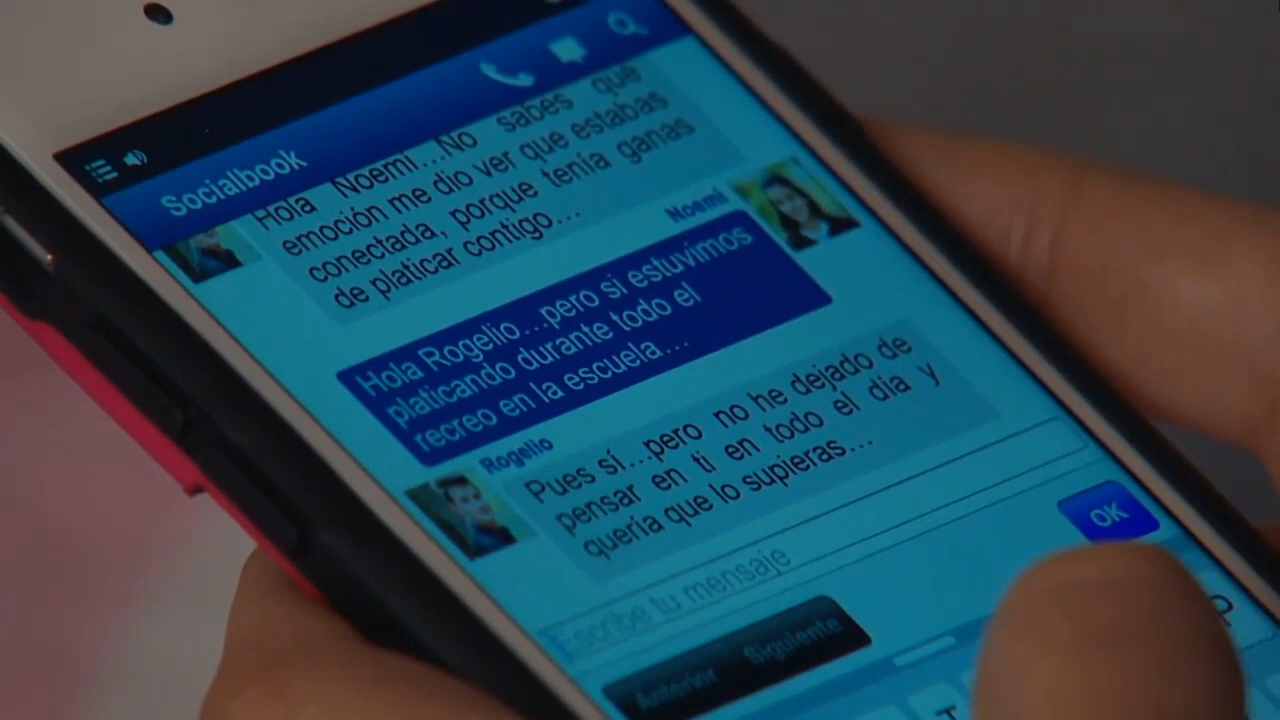 Socialbook
Hola Noemi...No sabes que
emoción me dio ver que estabas
conectada, porque tenía ganas
de platicar contigo...
Noemi
Hola Rogelio...pero si estuvimos
platicando durante todo el
recreo en la escuela...
Rogelio
Pues sí...pero no he dejado de
pensar en ti en todo el día y
quería que lo supieras...
OK
Escribe tu mensaje
Anterior Siguiente
P
T